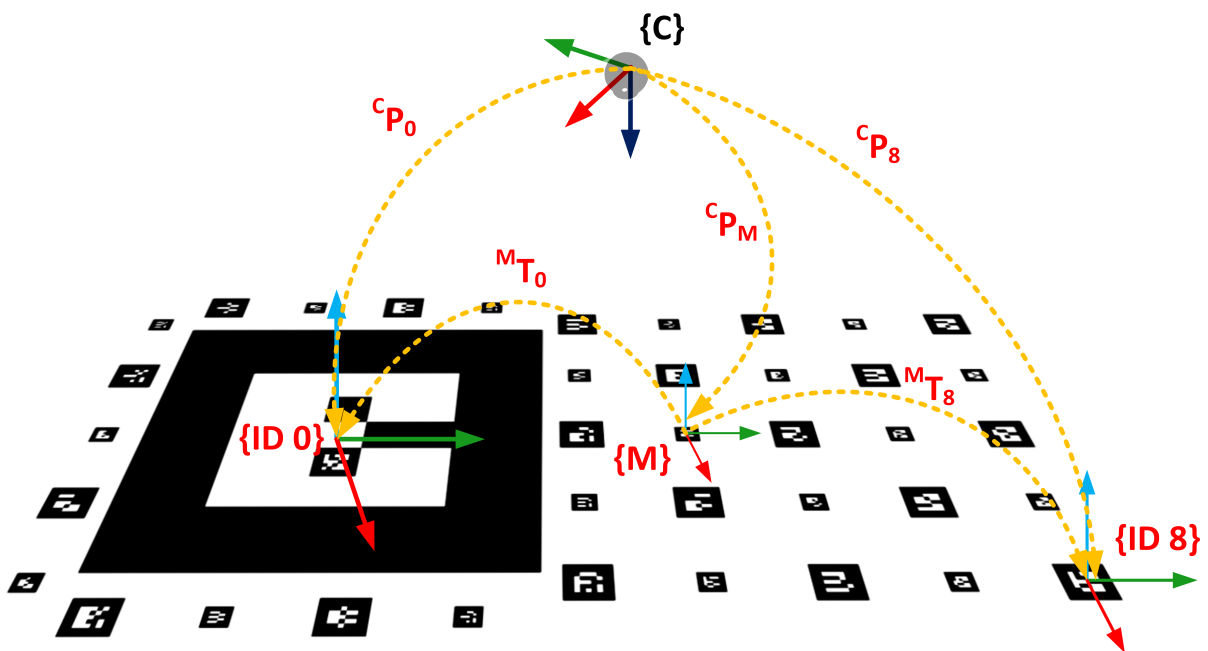 {C}
CP0
CP8
CPM
MT0
MT8
{ID 0}
{M}
{ID 8}